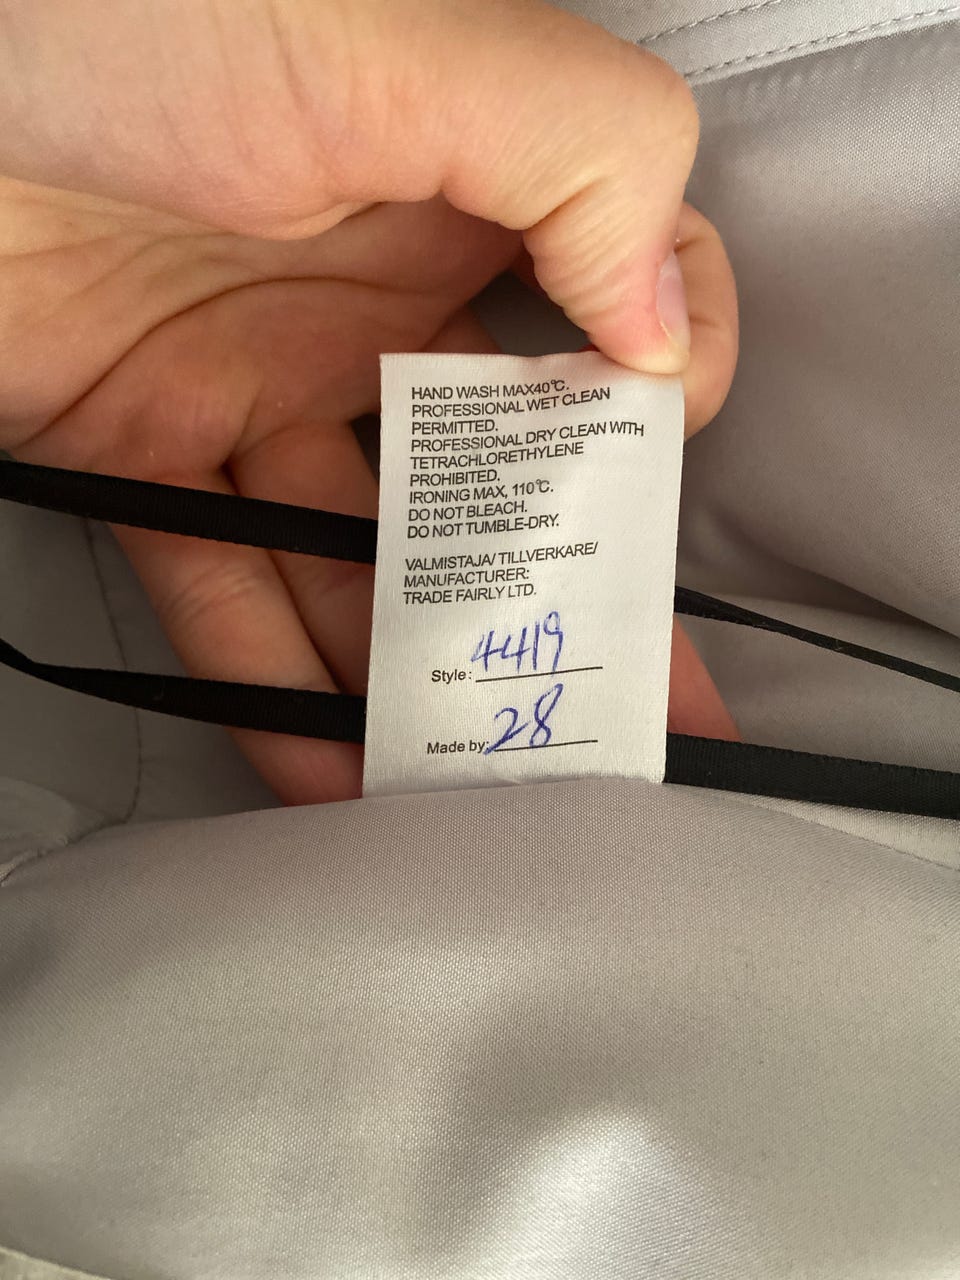 HAND WASH MAX40℃.
PROFESSIONAL WET CLEAN
PERMITTED.
PROFESSIONAL DRY CLEAN WITH
TETRACHLORETHYLENE
PROHIBITED.
IRONING MAX, 110℃.
DO NOT BLEACH.
DO NOT TUMBLE-DRY.
VALMISTAJA/ TILLVERKARE/
MANUFACTURER:
TRADE FAIRLY LTD.
Style: 4419
Made by: 28